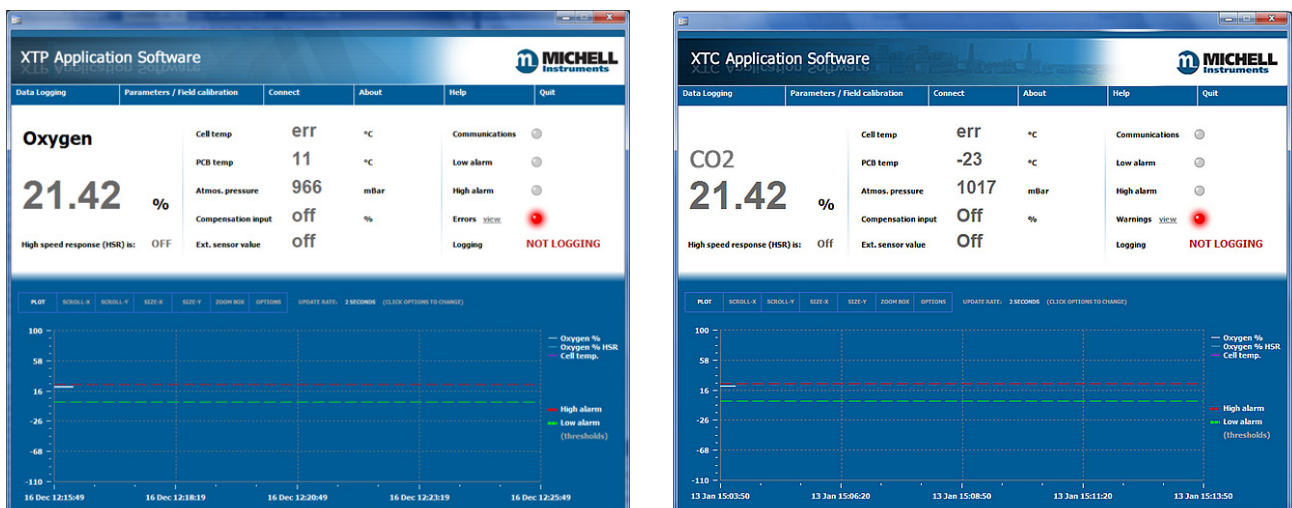 XTP Application Software
MICHELL
Instruments
Data Logging Parameters / Field calibration Connect About Help Quit
Oxygen
21.42 %
High speed response (HSR) is: OFF
Cell temp err °C
PCB temp 11 °C
Atmos. pressure 966 mBar
Compensation input off %
Ext. sensor value off
Communications
Low alarm
High alarm
Errors view
Logging NOT LOGGING
PLOT SCROLL-X SCROLL-Y SIZE-X SIZE-Y ZOOM BOX OPTIONS UPDATE RATE: 2 SECONDS (CLICK OPTIONS TO CHANGE)
100
58
16
-26
-68
-110
16 Dec 12:15:49 16 Dec 12:18:19 16 Dec 12:20:49 16 Dec 12:23:19 16 Dec 12:25:49
Oxygen %
Oxygen % HSR
Cell temp.
High alarm
Low alarm
(thresholds)
XTC Application Software
MICHELL
Instruments
Data Logging Parameters / Field calibration Connect About Help Quit
CO2
21.42 %
High speed response (HSR) is: Off
Cell temp err °C
PCB temp -23 °C
Atmos. pressure 1017 mBar
Compensation input Off %
Ext. sensor value Off
Communications
Low alarm
High alarm
Warnings view
Logging NOT LOGGING
PLOT SCROLL-X SCROLL-Y SIZE-X SIZE-Y ZOOM BOX OPTIONS UPDATE RATE: 2 SECONDS (CLICK OPTIONS TO CHANGE)
100
58
16
-26
-68
-110
13 Jan 15:03:50 13 Jan 15:06:20 13 Jan 15:08:50 13 Jan 15:11:20 13 Jan 15:13:50
Oxygen %
Oxygen % HSR
Cell temp.
High alarm
Low alarm
(thresholds)